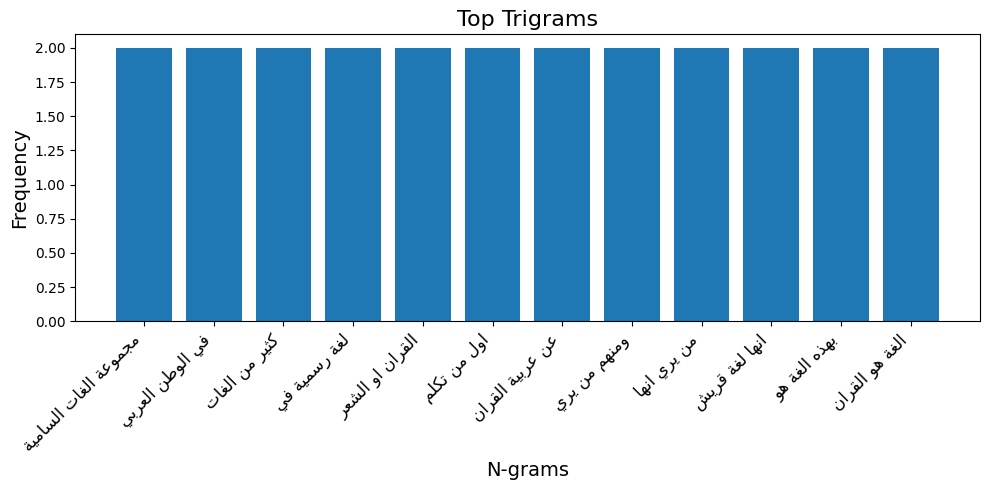 Top Trigrams
Frequency
2.00
1.75
1.50
1.25
1.00
0.75
0.50
0.25
0.00
مجموعة الغات السامية
في الوطن العربي
كثير من الغات
لغة رسمية في
القران او الشعر
اول من تكلم
عن عربية القران
ومنهم من يري
من يري انها
انها لغة قريش
بهذه الغة هو
الغة هو القران
N-grams